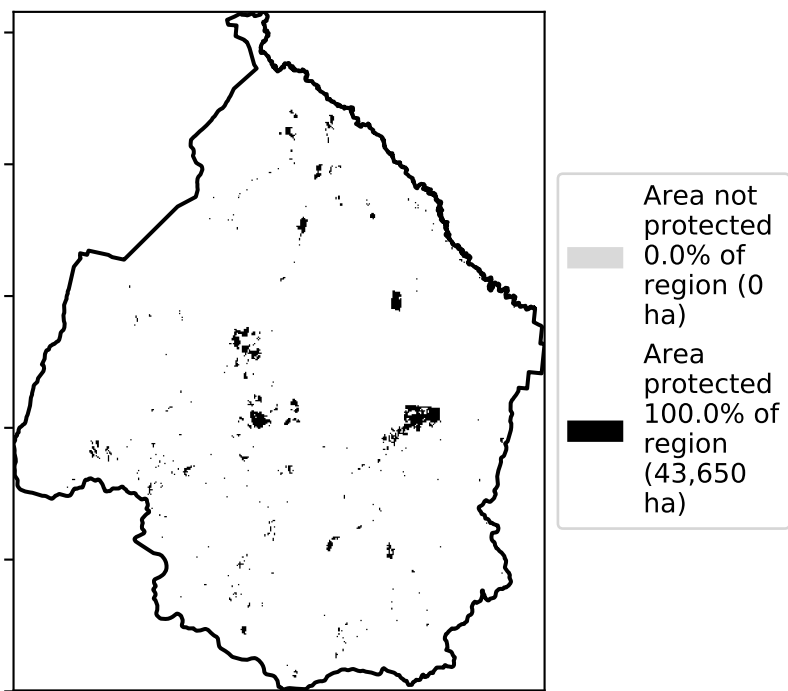 Area not
protected
0.0% of
region (0
ha)
Area
protected
100.0% of
region
(43,650
ha)